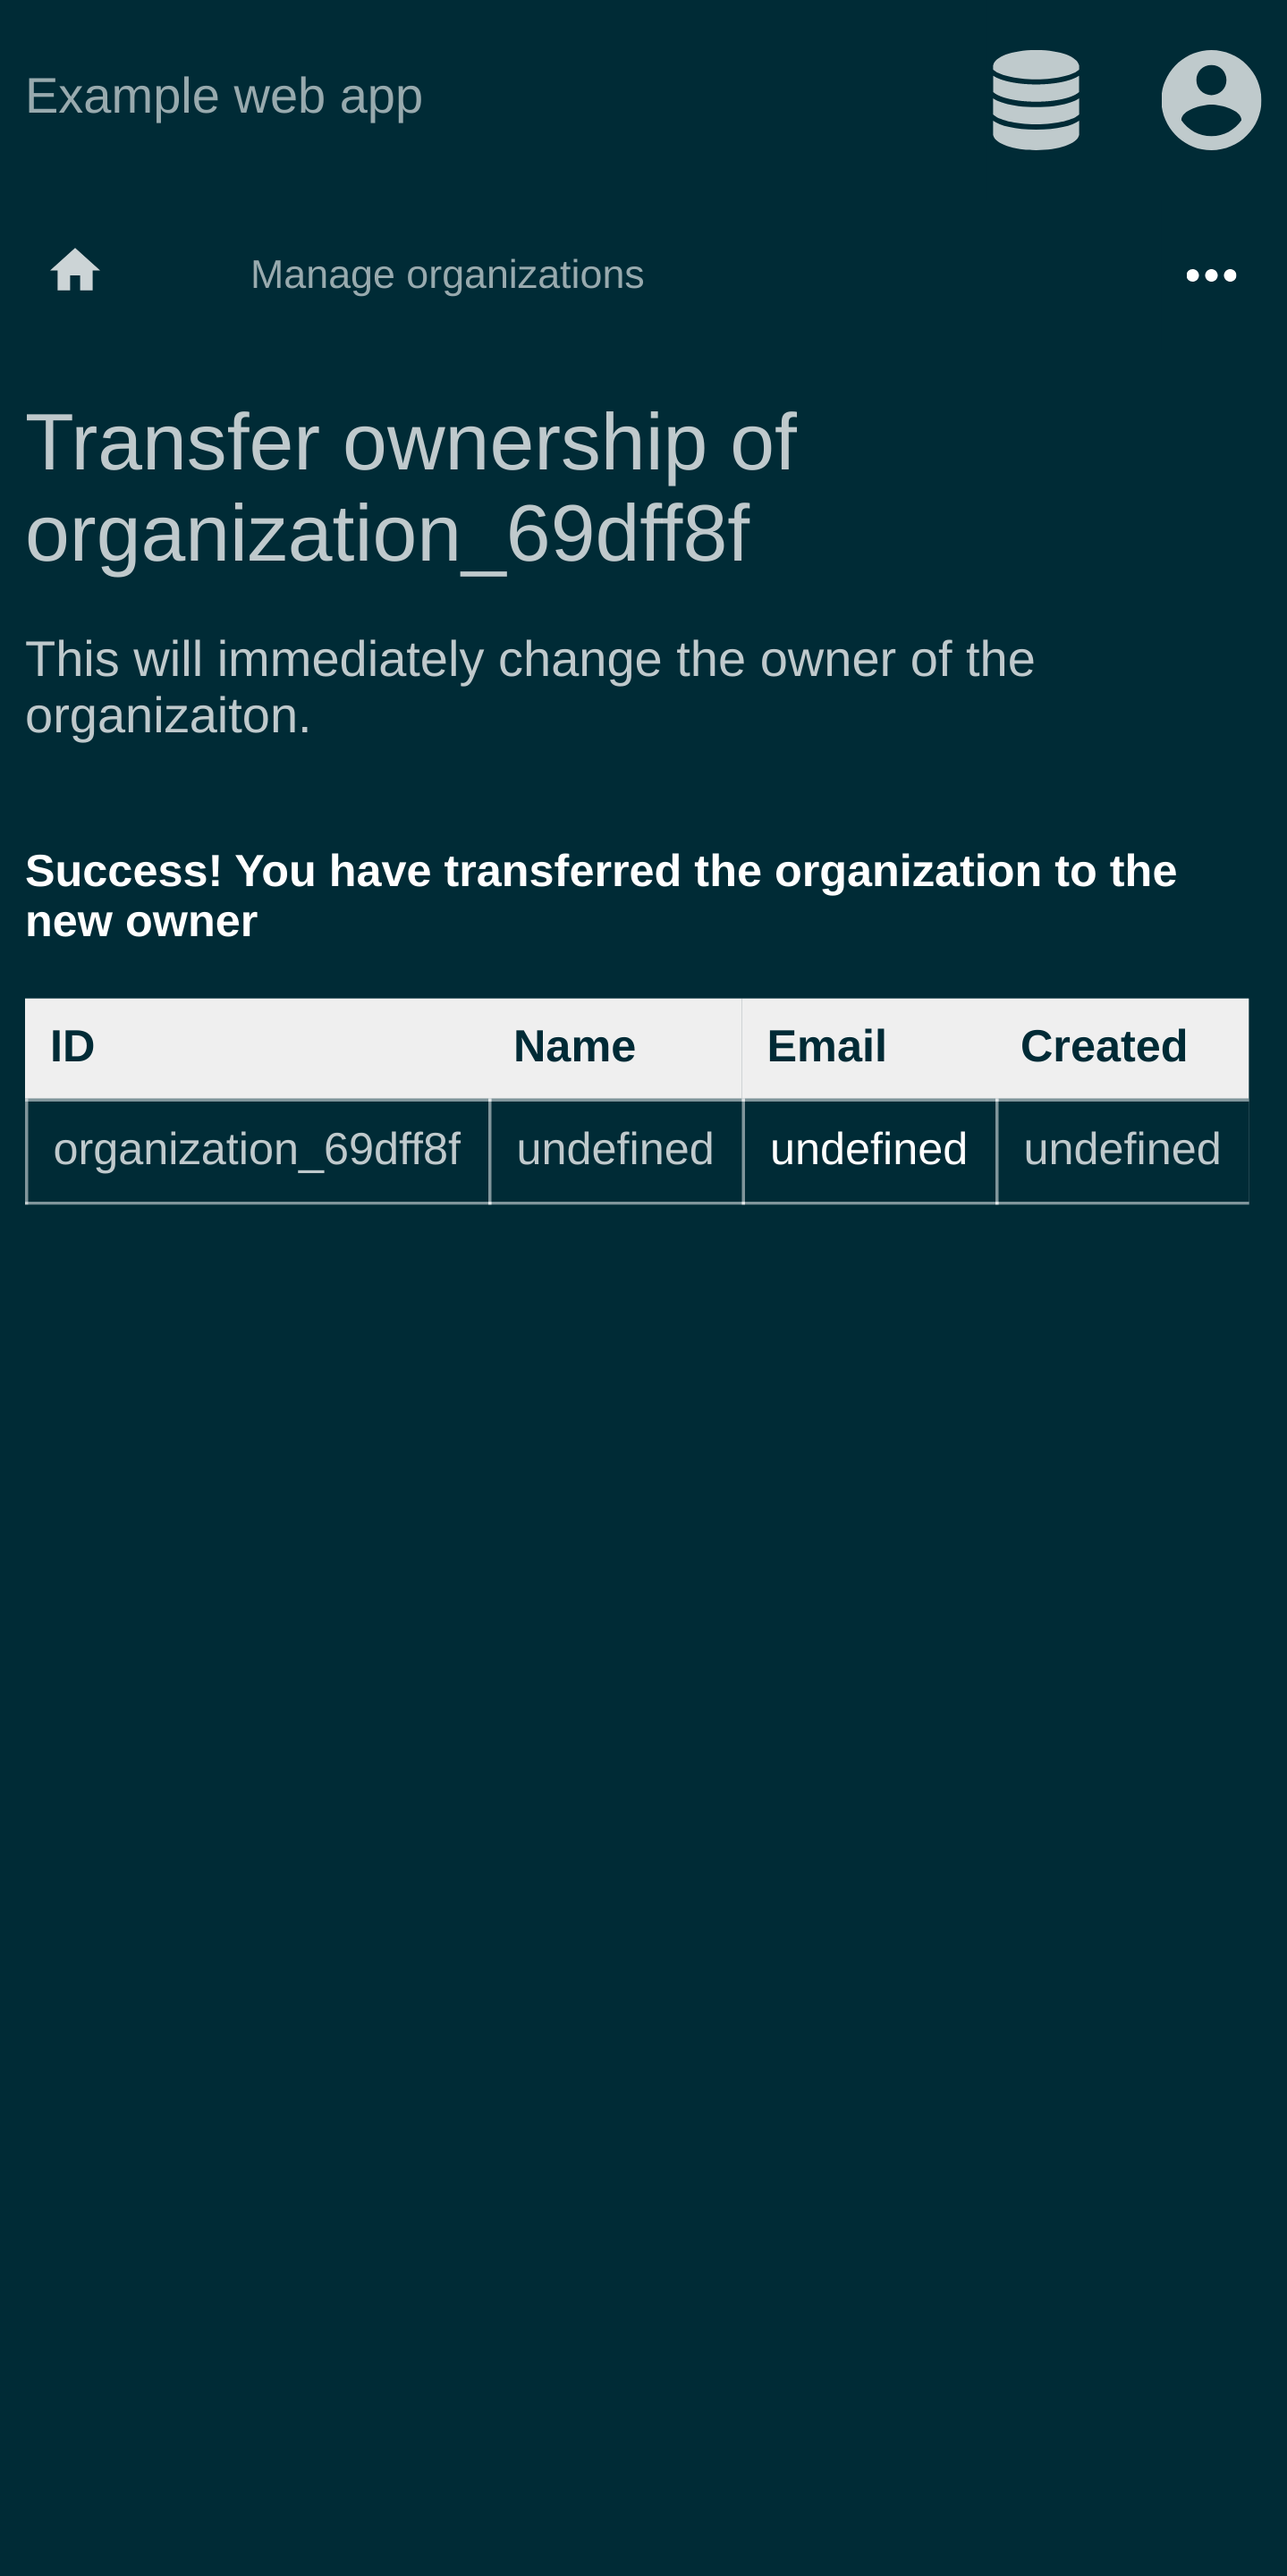 Example web app
Manage organizations
Transfer ownership of
organization_69dff8f
This will immediately change the owner of the
organizaiton.
Success! You have transferred the organization to the
new owner
ID Name Email Created
organization_69dff8f undefined undefined undefined